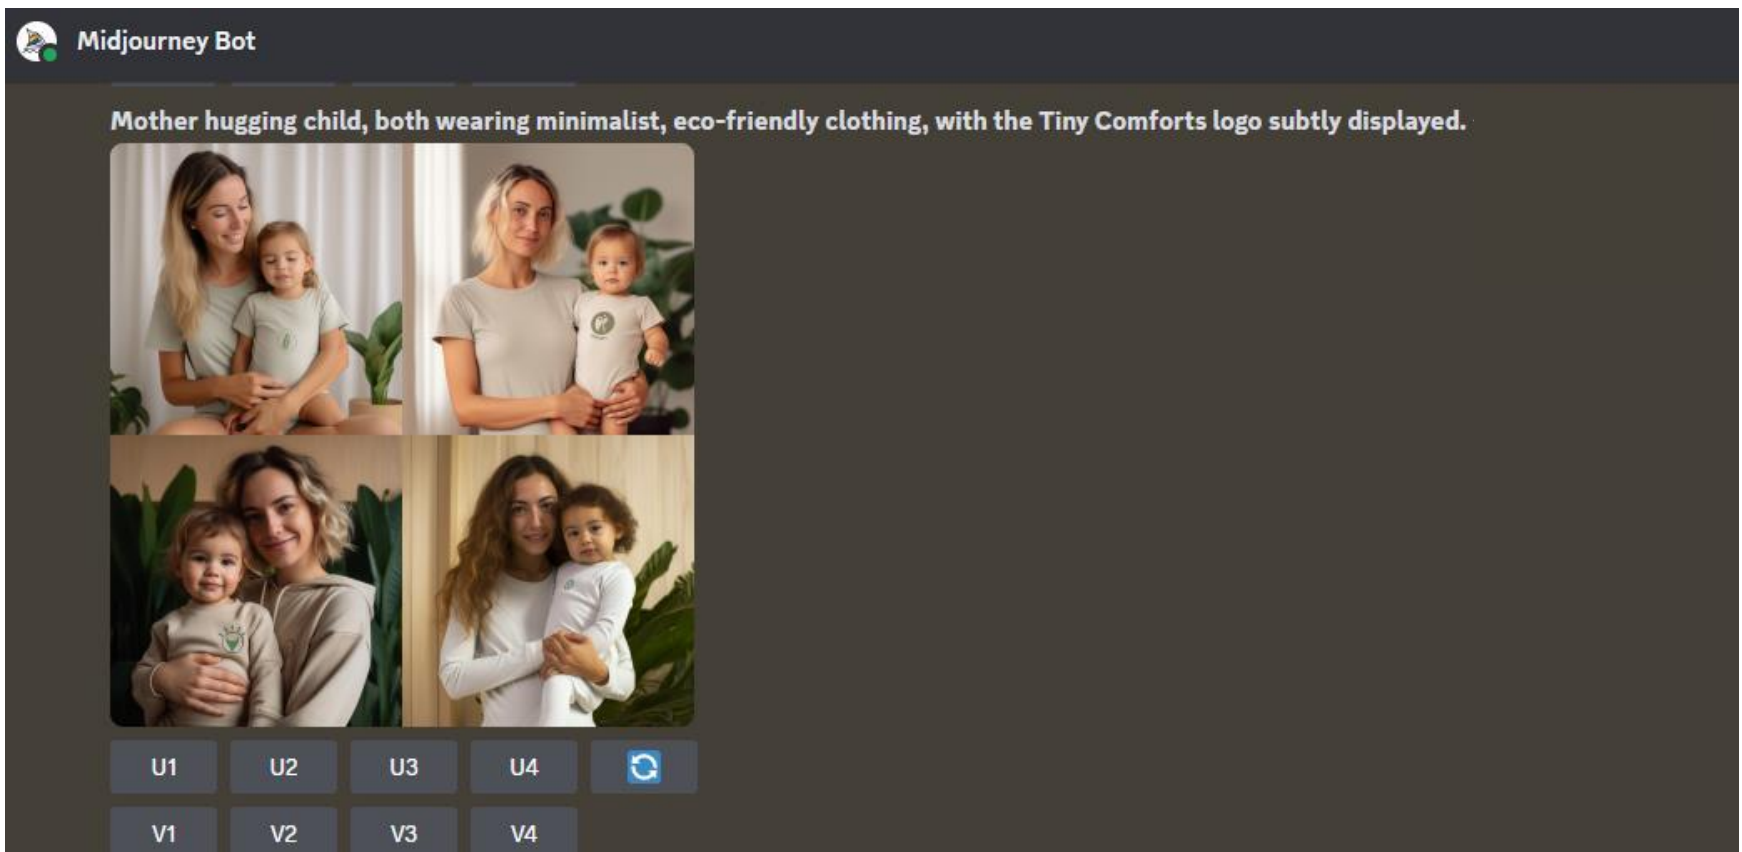 Midjourney Bot
Mother hugging child, both wearing minimalist, eco-friendly clothing, with the Tiny Comforts logo subtly displayed.
U1 U2 U3 U4
V1 V2 V3 V4